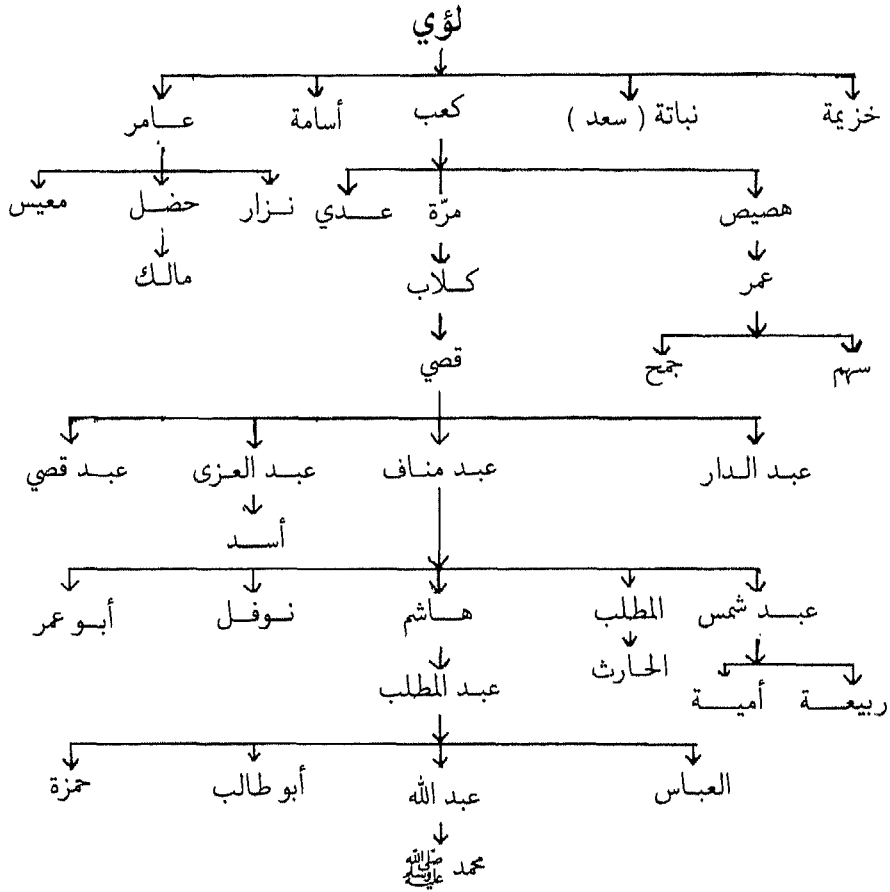 لؤي
خزيمة نباتة ( سعد ) كعب أسامة عامر
هصيص مرّة عدي نزار حضل معيس
عمر كلاب مالك
سهم جمح قصي
عبد الدار عبد مناف عبد العزى عبد قصي
أسد
عبد شمس المطلب هاشم نوفل أبو عمر
ربيعة أمية الحارث عبد المطلب
العباس عبد الله أبو طالب حمزة
محمد ﷺ